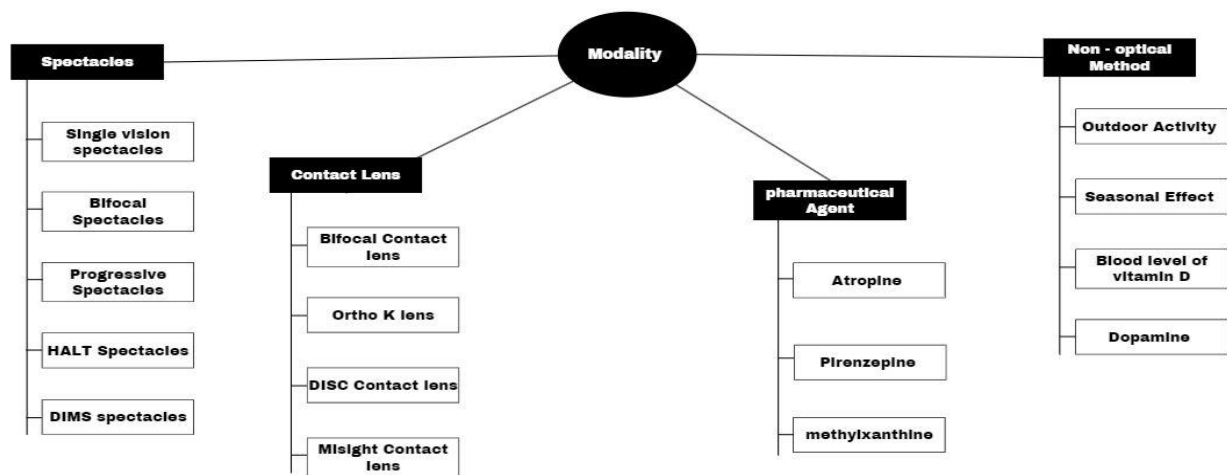 Modality
Spectacles
Single vision
spectacles
Bifocal
Spectacles
Progressive
Spectacles
HALT Spectacles
DIMS spectacles
Contact Lens
Bifocal Contact
lens
Ortho K lens
DISC Contact lens
Misight Contact
lens
pharmaceutical
Agent
Atropine
Pirenzepine
methylxanthine
Non - optical
Method
Outdoor Activity
Seasonal Effect
Blood level of
vitamin D
Dopamine